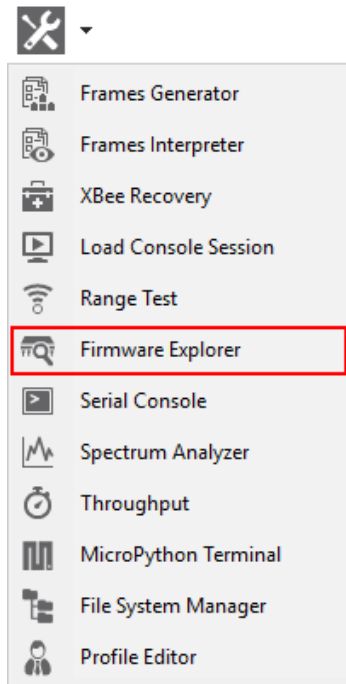 Frames Generator
Frames Interpreter
XBee Recovery
Load Console Session
Range Test
Firmware Explorer
Serial Console
Spectrum Analyzer
Throughput
MicroPython Terminal
File System Manager
Profile Editor